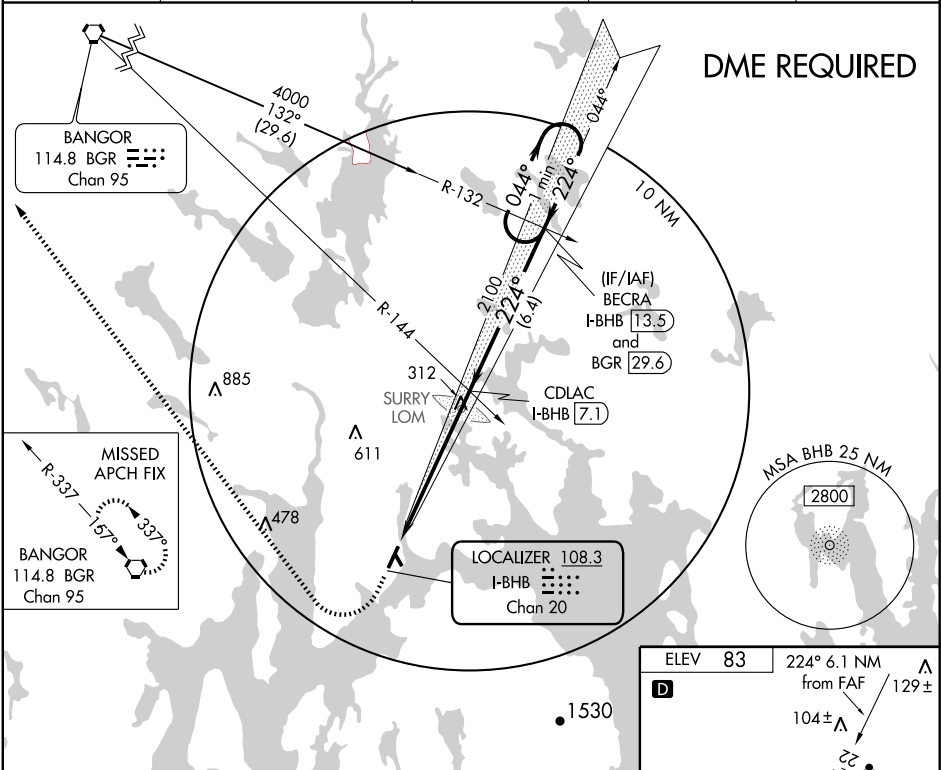 DME REQUIRED
4000
132°
(29.6)
044°
BANGOR
114.8 BGR
Chan 95
R-132
044°
1 min
224°
10 NM
2100
224°
(6.4)
(IF/IAF)
BECRA
I-BHB 13.5
and
BGR 29.6
R-144
312
SURRY
LOM
CDLAC
I-BHB 7.1
885
611
478
MISSED
APCH FIX
R-337
157°
337°
BANGOR
114.8 BGR
Chan 95
LOCALIZER 108.3
I-BHB
Chan 20
MSA BHB 25 NM
2800
1530
ELEV 83
D
224° 6.1 NM
from FAF
129±
104±
22